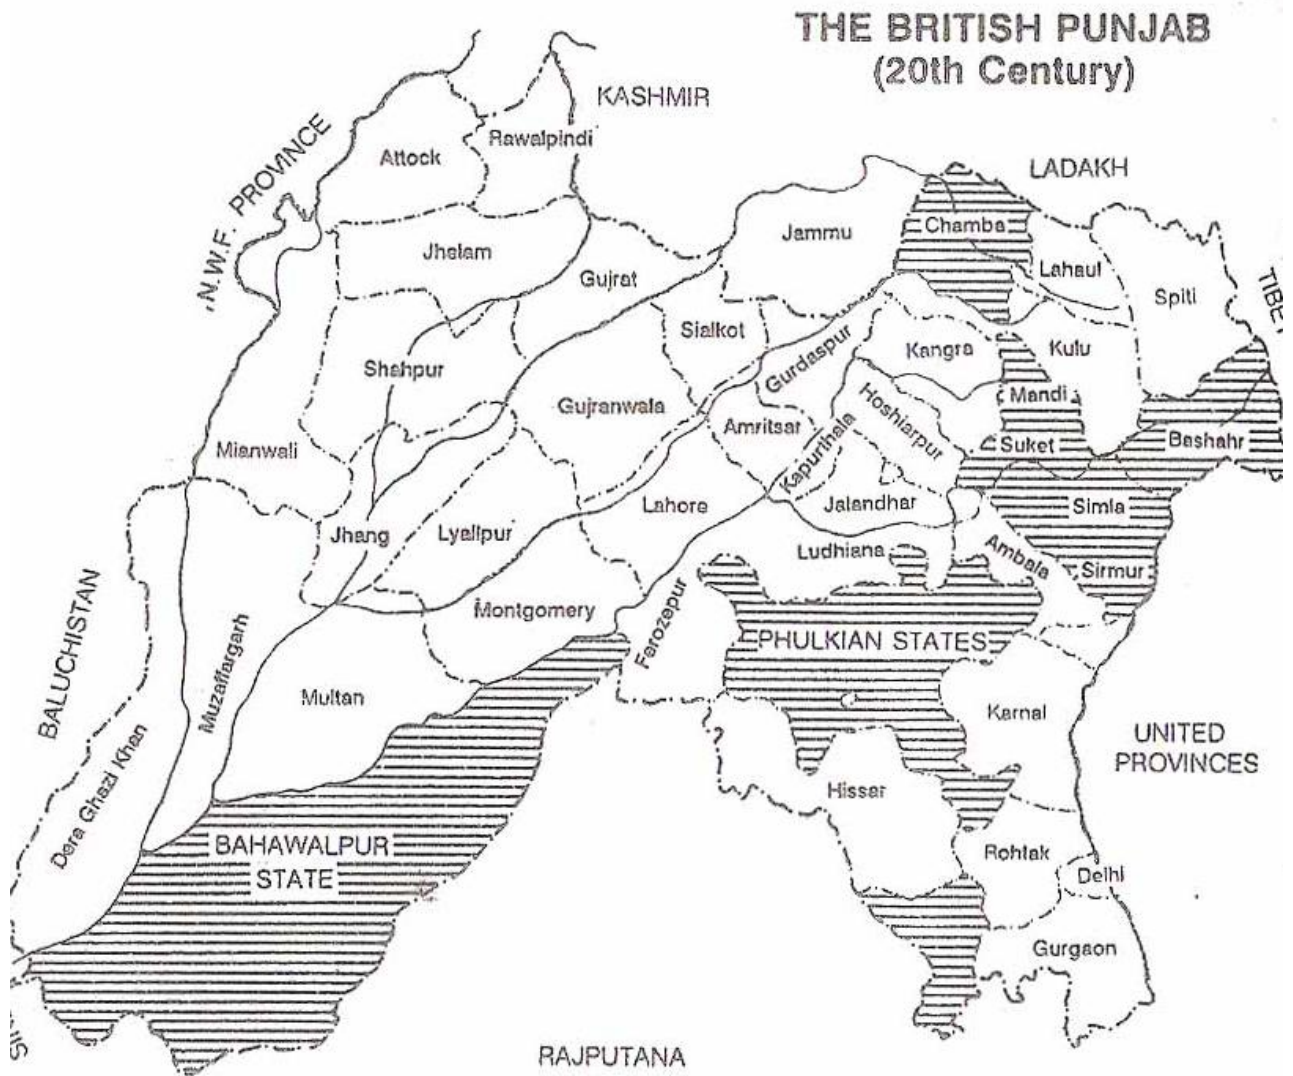 THE BRITISH PUNJAB
(20th Century)
KASHMIR
LADAKH
N.W.F. PROVINCE
Attock
Rawalpindi
Jammu
Chamba
Jhelam
Gujrat
Lahaul
Spiti
Sialkot
Gurdaspur
Kangra
Kulu
Shahpur
Gujranwala
Amritsar
Kapurthala
Hoshiarpur
Mandi
Mianwali
Suket
Bashahr
Jhang
Lyallpur
Lahore
Jalandhar
Simla
Ludhiana
Ambala
Sirmur
BALUCHISTAN
Montgomery
Ferozepur
PHULKIAN STATES
Muzaffargarh
Multan
Karnal
UNITED
PROVINCES
Dera Ghazi Khan
Hissar
BAHAWALPUR
STATE
Rohtak
Delhi
Gurgaon
RAJPUTANA